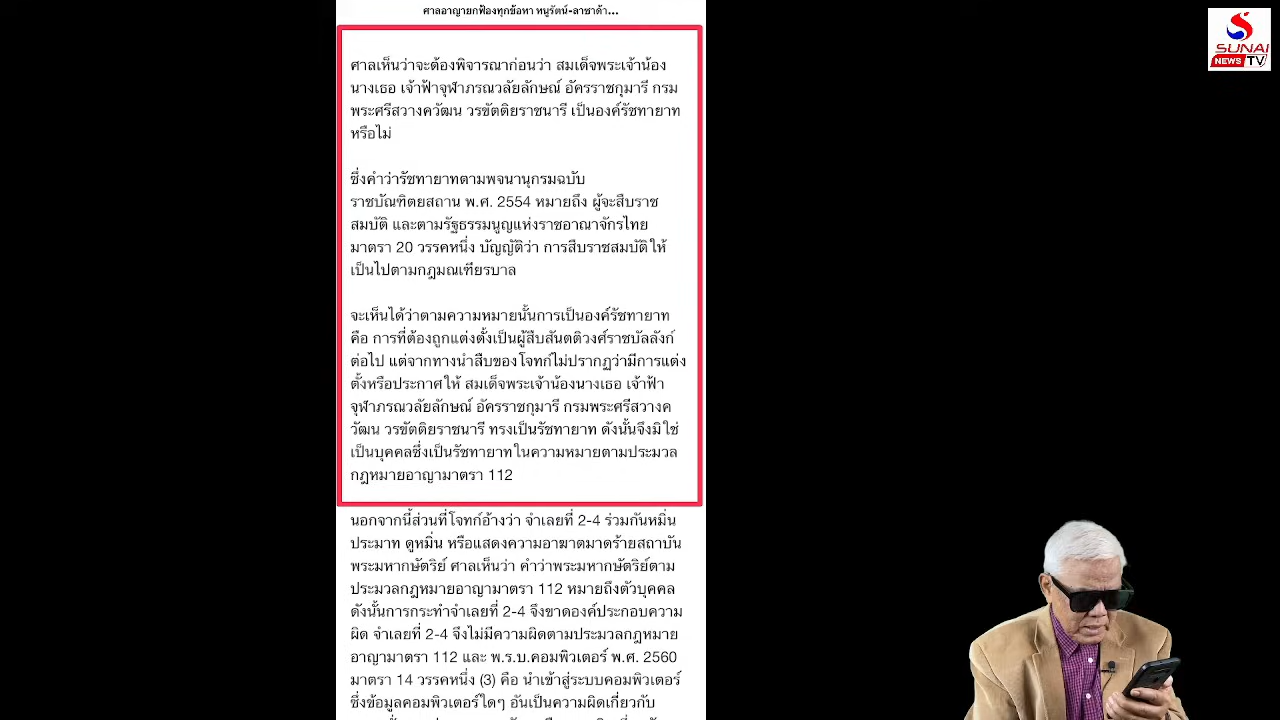 ศาลอาญายกฟ้องทุกข้อหา หนูรัตน์-ลาซาด้า...
SUNAI
NEWS TV
ศาลเห็นว่าจะต้องพิจารณาก่อนว่า สมเด็จพระเจ้าน้อง
นางเธอ เจ้าฟ้าจุฬาภรณวลัยลักษณ์ อัครราชกุมารี กรม
พระศรีสวางควัฒน วรขัตติยราชนารี เป็นองค์รัชทายาท
หรือไม่
ซึ่งคำว่ารัชทายาทตามพจนานุกรมฉบับ
ราชบัณฑิตยสถาน พ.ศ. 2554 หมายถึง ผู้จะสืบราช
สมบัติ และตามรัฐธรรมนูญแห่งราชอาณาจักรไทย
มาตรา 20 วรรคหนึ่ง บัญญัติว่า การสืบราชสมบัติให้
เป็นไปตามกฎมณเฑียรบาล
จะเห็นได้ว่าตามความหมายนั้นการเป็นองค์รัชทายาท
คือ การที่ต้องถูกแต่งตั้งเป็นผู้สืบสันตติวงศ์ราชบัลลังก์
ต่อไป แต่จากทางนำสืบของโจทก์ไม่ปรากฏว่ามีการแต่ง
ตั้งหรือประกาศให้ สมเด็จพระเจ้าน้องนางเธอ เจ้าฟ้า
จุฬาภรณวลัยลักษณ์ อัครราชกุมารี กรมพระศรีสวางค
วัฒน วรขัตติยราชนารี ทรงเป็นรัชทายาท ดังนั้นจึงมิใช่
เป็นบุคคลซึ่งเป็นรัชทายาทในความหมายตามประมวล
กฎหมายอาญามาตรา 112
นอกจากนี้ส่วนที่โจทก์อ้างว่า จำเลยที่ 2-4 ร่วมกันหมิ่น
ประมาท ดูหมิ่น หรือแสดงความอาฆาตมาดร้ายสถาบัน
พระมหากษัตริย์ ศาลเห็นว่า คำว่าพระมหากษัตริย์ตาม
ประมวลกฎหมายอาญามาตรา 112 หมายถึงตัวบุคคล
ดังนั้นการกระทำจำเลยที่ 2-4 จึงขาดองค์ประกอบความ
ผิด จำเลยที่ 2-4 จึงไม่มีความผิดตามประมวลกฎหมาย
อาญามาตรา 112 และ พ.ร.บ.คอมพิวเตอร์ พ.ศ. 2560
มาตรา 14 วรรคหนึ่ง (3) คือ นำเข้าสู่ระบบคอมพิวเตอร์
ซึ่งข้อมูลคอมพิวเตอร์ใดๆ อันเป็นความผิดเกี่ยวกับ